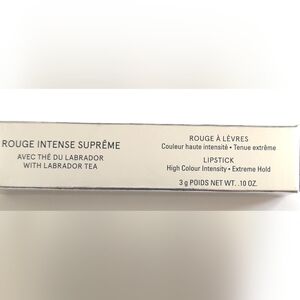 ROUGE INTENSE SUPRÊME
AVEC THÉ DU LABRADOR
WITH LABRADOR TEA
ROUGE À LÈVRES
Couleur haute intensité • Tenue extrême
LIPSTICK
High Colour Intensity • Extreme Hold
3 g POIDS NET WT. .10 OZ.